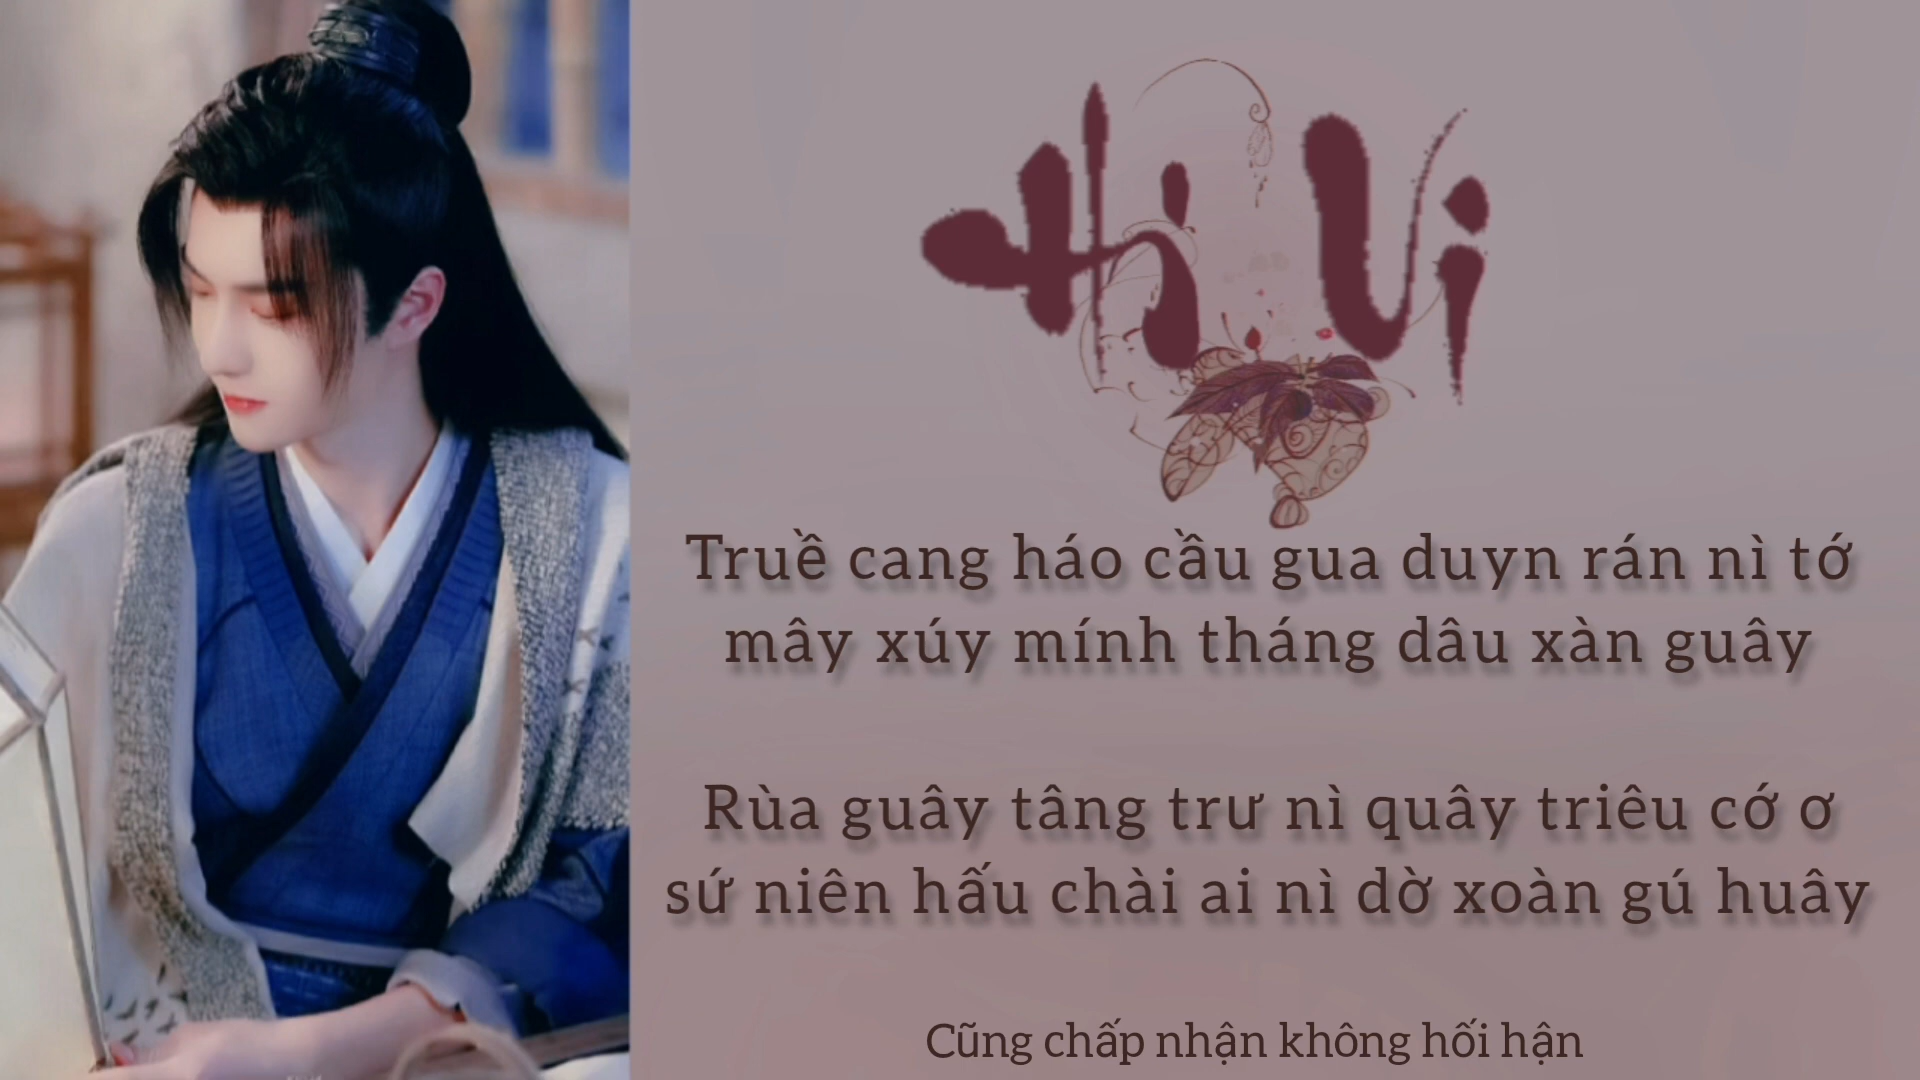 Hỉ Vi
Truề cang háo cầu gua duyn rán nì tớ
mây xúy mính tháng dâu xàn guây
Rùa guây tâng trư nì quây triêu cớ ơ
sứ niên hấu chài ai nì dờ xoàn gú huây
Cũng chấp nhận không hối hận